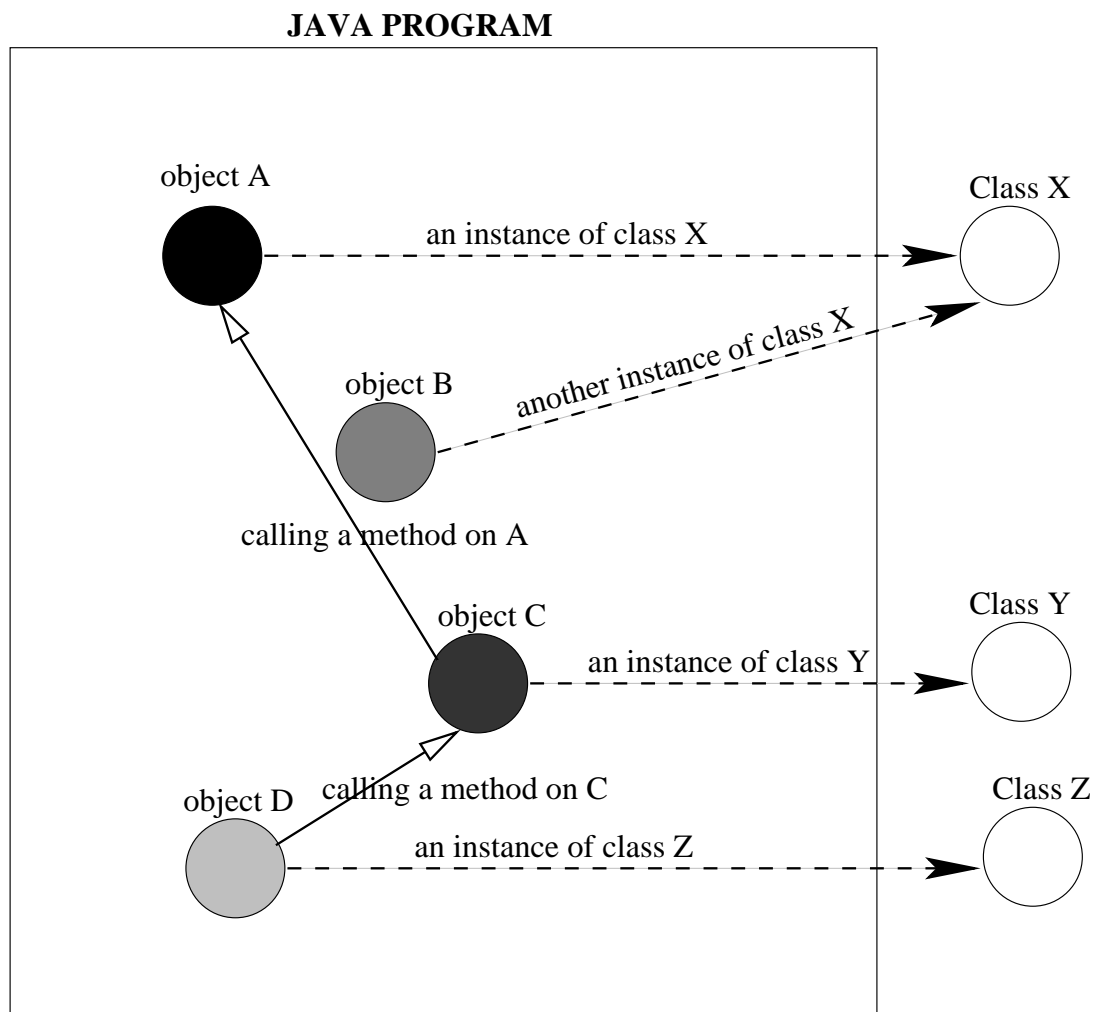 JAVA PROGRAM
object A
Class X
an instance of class X
another instance of class X
object B
calling a method on A
object C
Class Y
an instance of class Y
object D
calling a method on C
Class Z
an instance of class Z